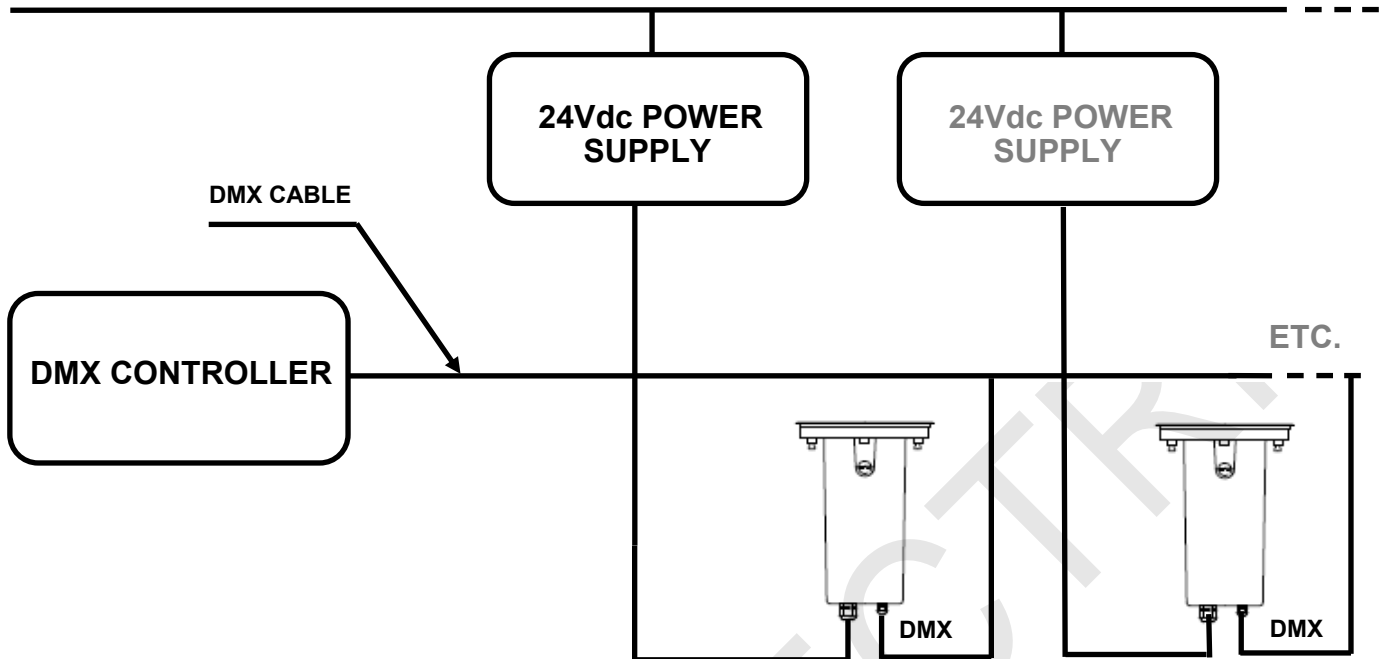 24Vdc POWER
SUPPLY
24Vdc POWER
SUPPLY
DMX CABLE
DMX CONTROLLER
ETC.
DMX
DMX